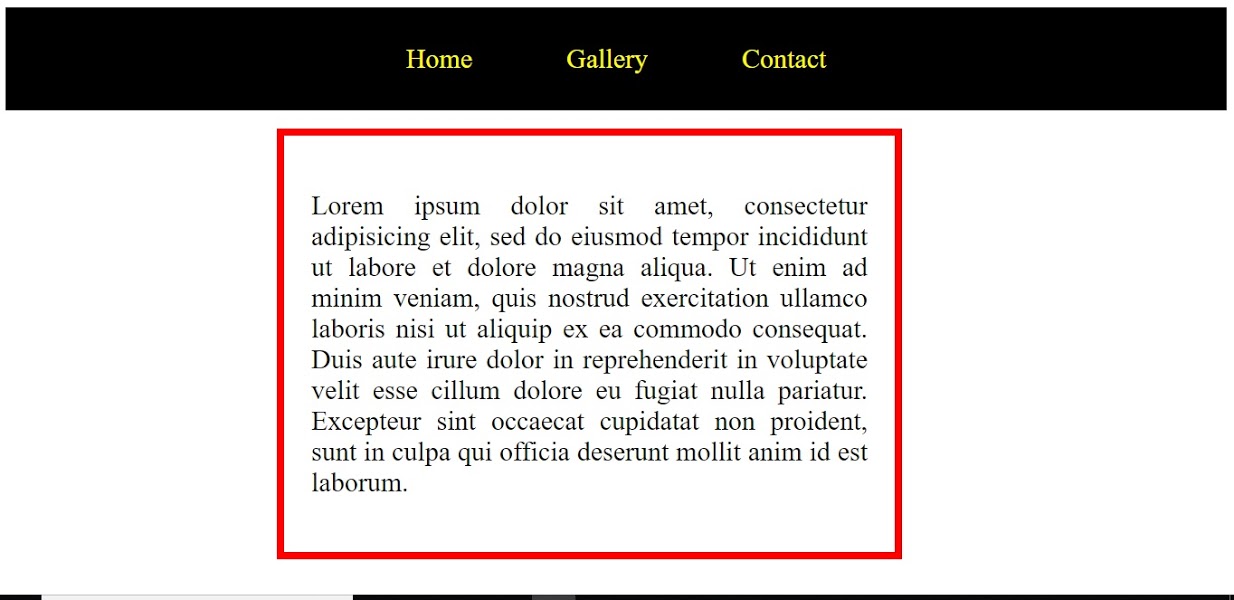 Home Gallery Contact
Lorem ipsum dolor sit amet, consectetur
adipisicing elit, sed do eiusmod tempor incididunt
ut labore et dolore magna aliqua. Ut enim ad
minim veniam, quis nostrud exercitation ullamco
laboris nisi ut aliquip ex ea commodo consequat.
Duis aute irure dolor in reprehenderit in voluptate
velit esse cillum dolore eu fugiat nulla pariatur.
Excepteur sint occaecat cupidatat non proident,
sunt in culpa qui officia deserunt mollit anim id est
laborum.